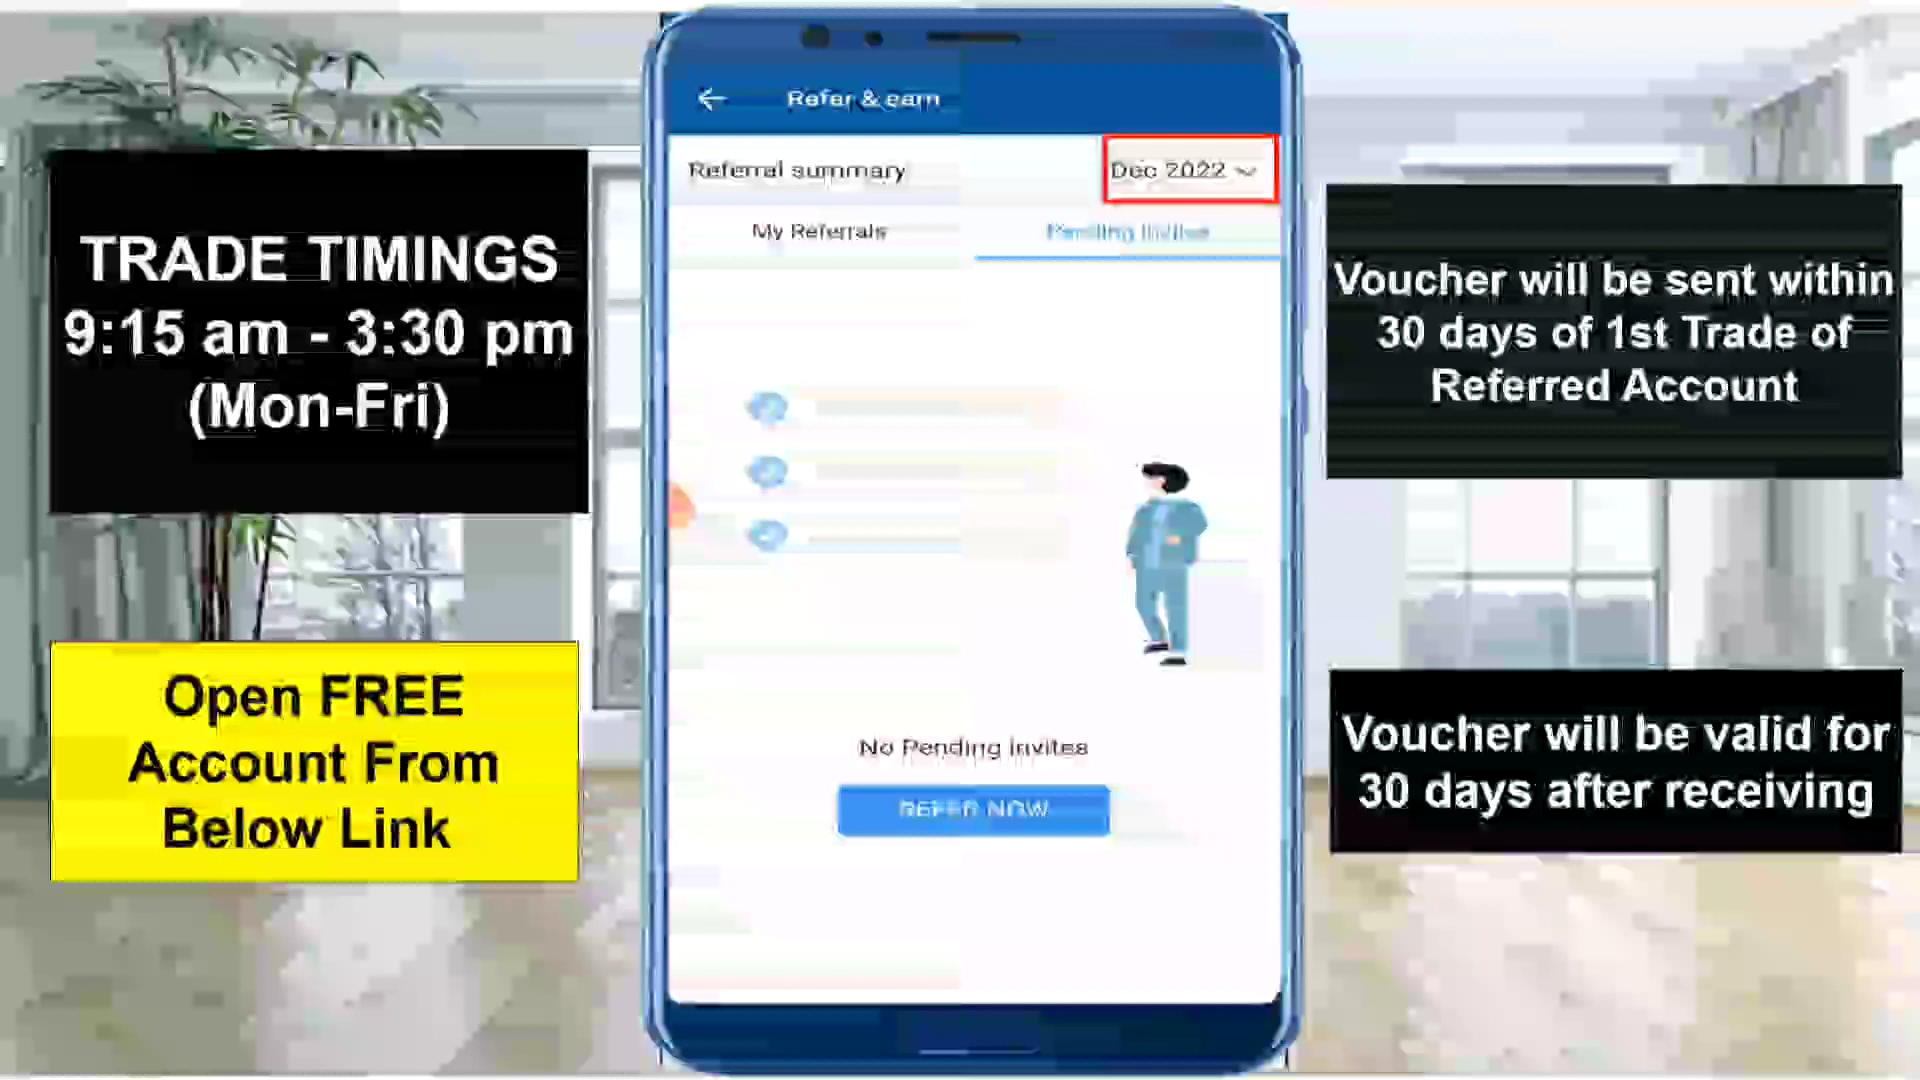 Refer & earn
Referral summary
Dec 2022
My Referrals
Pending Invites
TRADE TIMINGS
9:15 am - 3:30 pm
(Mon-Fri)
Voucher will be sent within
30 days of 1st Trade of
Referred Account
Open FREE
Account From
Below Link
No Pending Invites
REFER NOW
Voucher will be valid for
30 days after receiving